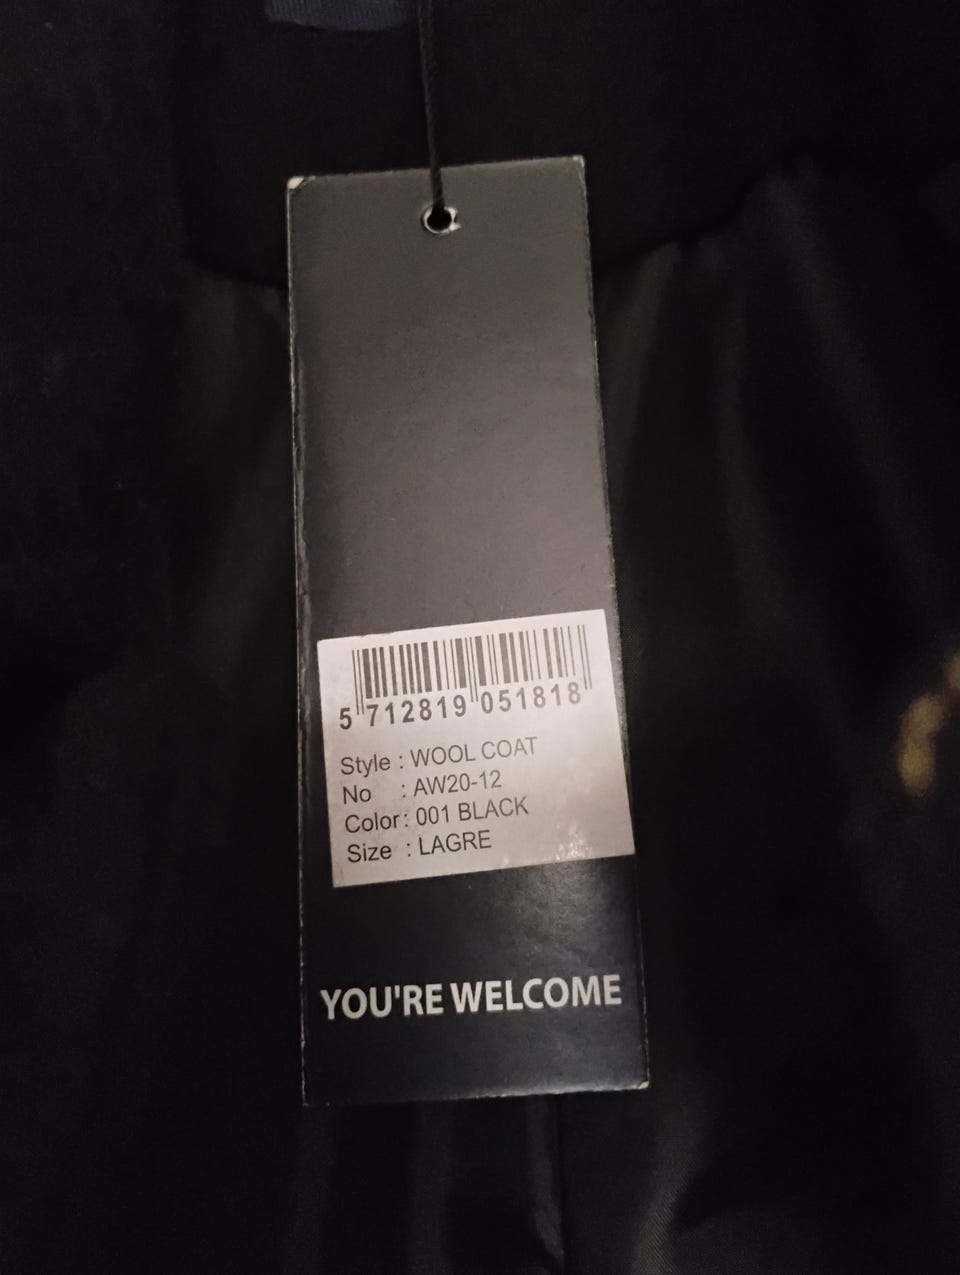 5 712819 051818
Style : WOOL COAT
No : AW20-12
Color : 001 BLACK
Size : LAGRE
YOU'RE WELCOME